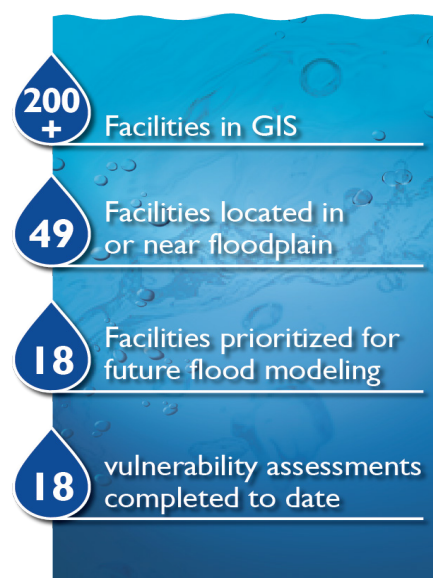 200
+
Facilities in GIS
49
Facilities located in
or near floodplain
18
Facilities prioritized for
future flood modeling
18
vulnerability assessments
completed to date